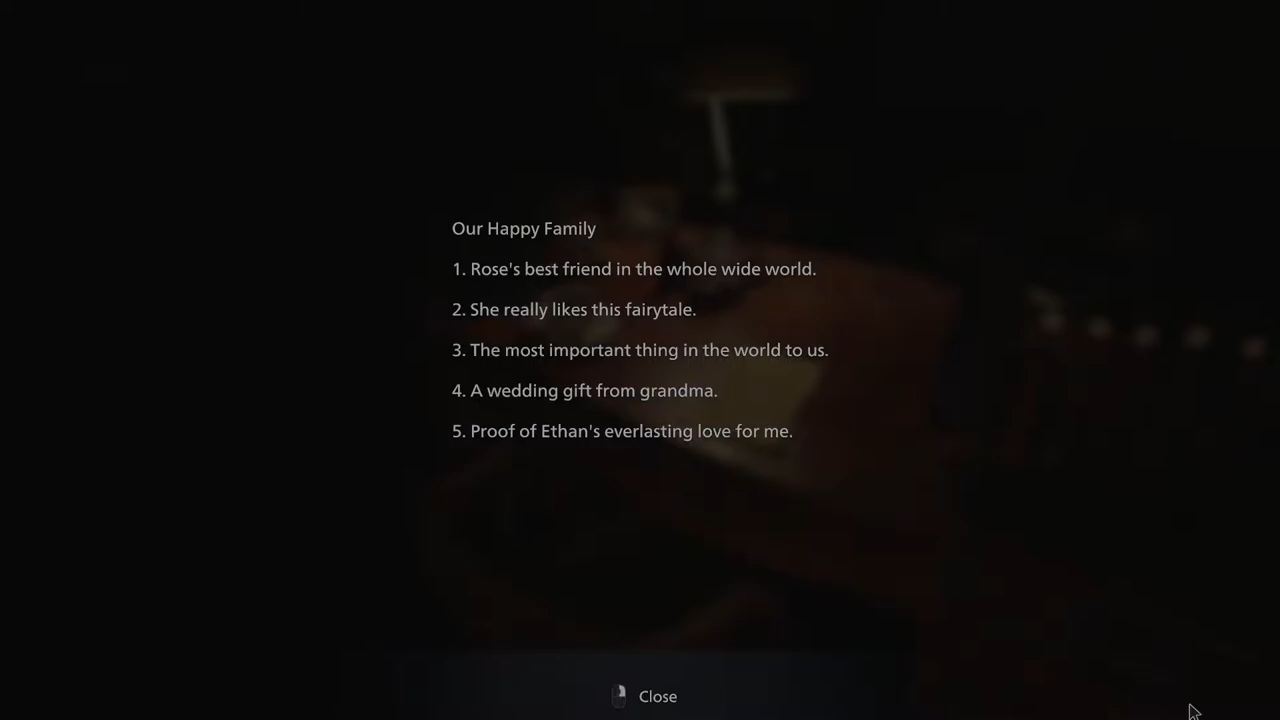 Our Happy Family
1. Rose's best friend in the whole wide world.
2. She really likes this fairytale.
3. The most important thing in the world to us.
4. A wedding gift from grandma.
5. Proof of Ethan's everlasting love for me.
Close